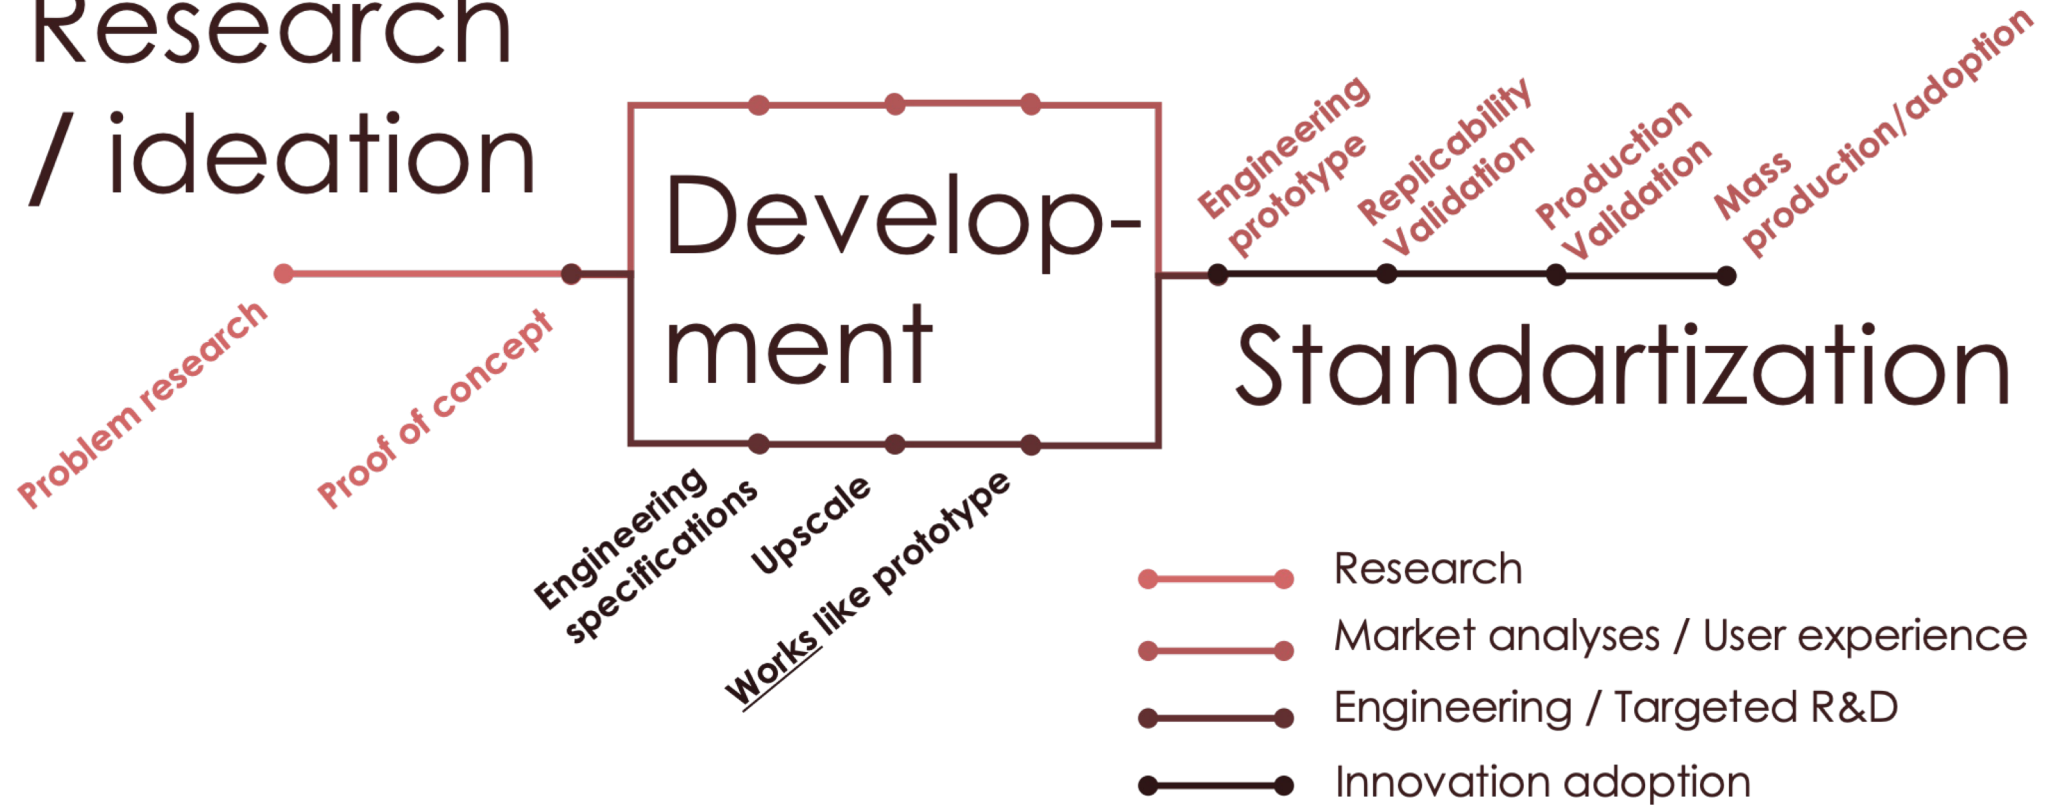 Research
/ ideation
Problem research
Proof of concept
Develop-
ment
Engineering
specifications
Upscale
Works like prototype
Engineering
prototype
Replicability
Validation
Production
Validation
Mass
production/adoption
Standartization
Research
Market analyses / User experience
Engineering / Targeted R&D
Innovation adoption